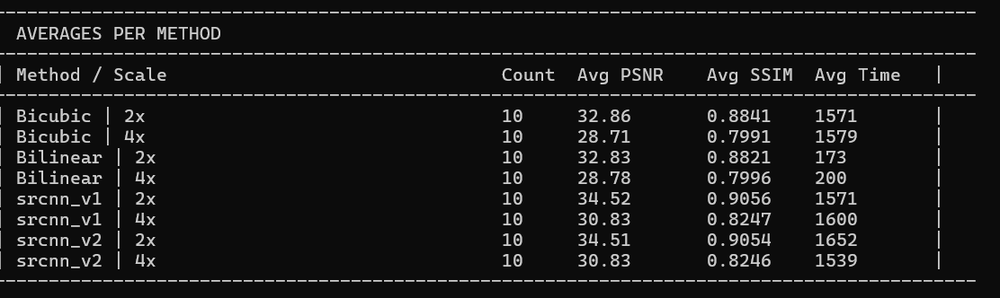 AVERAGES PER METHOD
| Method / Scale Count Avg PSNR Avg SSIM Avg Time |
| Bicubic | 2x 10 32.86 0.8841 1571 |
| Bicubic | 4x 10 28.71 0.7991 1579 |
| Bilinear | 2x 10 32.83 0.8821 173 |
| Bilinear | 4x 10 28.78 0.7996 200 |
| srcnn_v1 | 2x 10 34.52 0.9056 1571 |
| srcnn_v1 | 4x 10 30.83 0.8247 1600 |
| srcnn_v2 | 2x 10 34.51 0.9054 1652 |
| srcnn_v2 | 4x 10 30.83 0.8246 1539 |